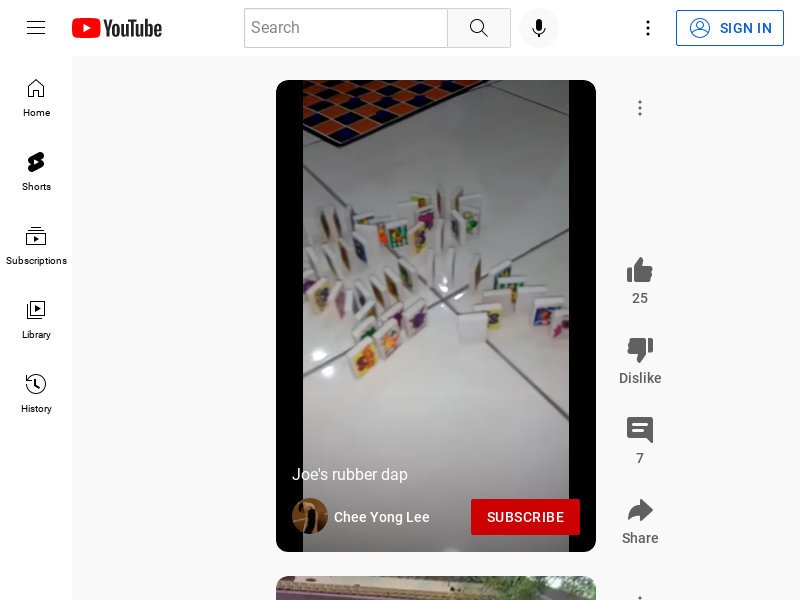 YouTube
Search
SIGN IN
Home
Shorts
Subscriptions
Library
History
Joe's rubber dap
Chee Yong Lee
SUBSCRIBE
25
Dislike
7
Share